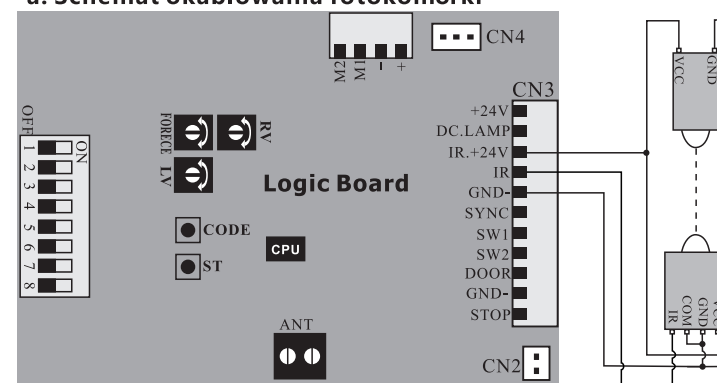 a. Schemat okablowania fotokomórki
M2
M1
-
+
CN4
CN3
+24V
DC.LAMP
IR.+24V
IR
GND-
SYNC
SW1
SW2
DOOR
GND-
STOP
OFF
ON
1
2
3
4
5
6
7
8
FORECE
RV
LV
Logic Board
CODE
ST
CPU
ANT
CN2
VCC
GND
IR
COM
GND
VCC